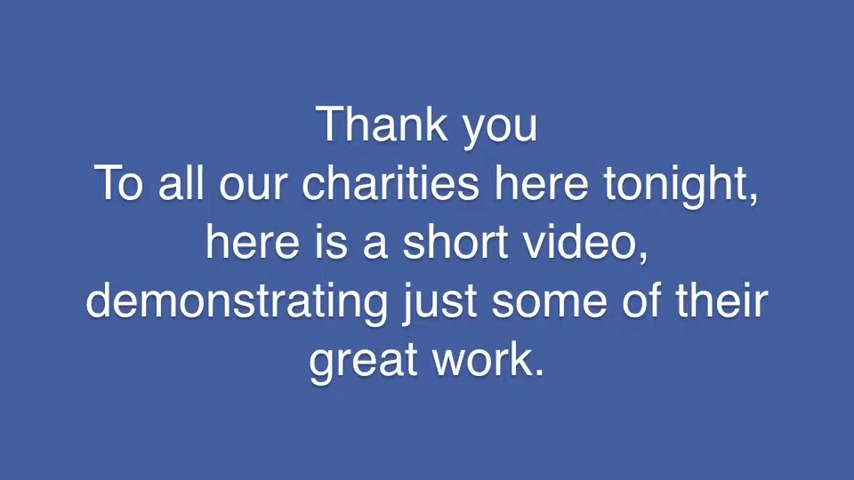 Thank you
To all our charities here tonight,
here is a short video,
demonstrating just some of their
great work.